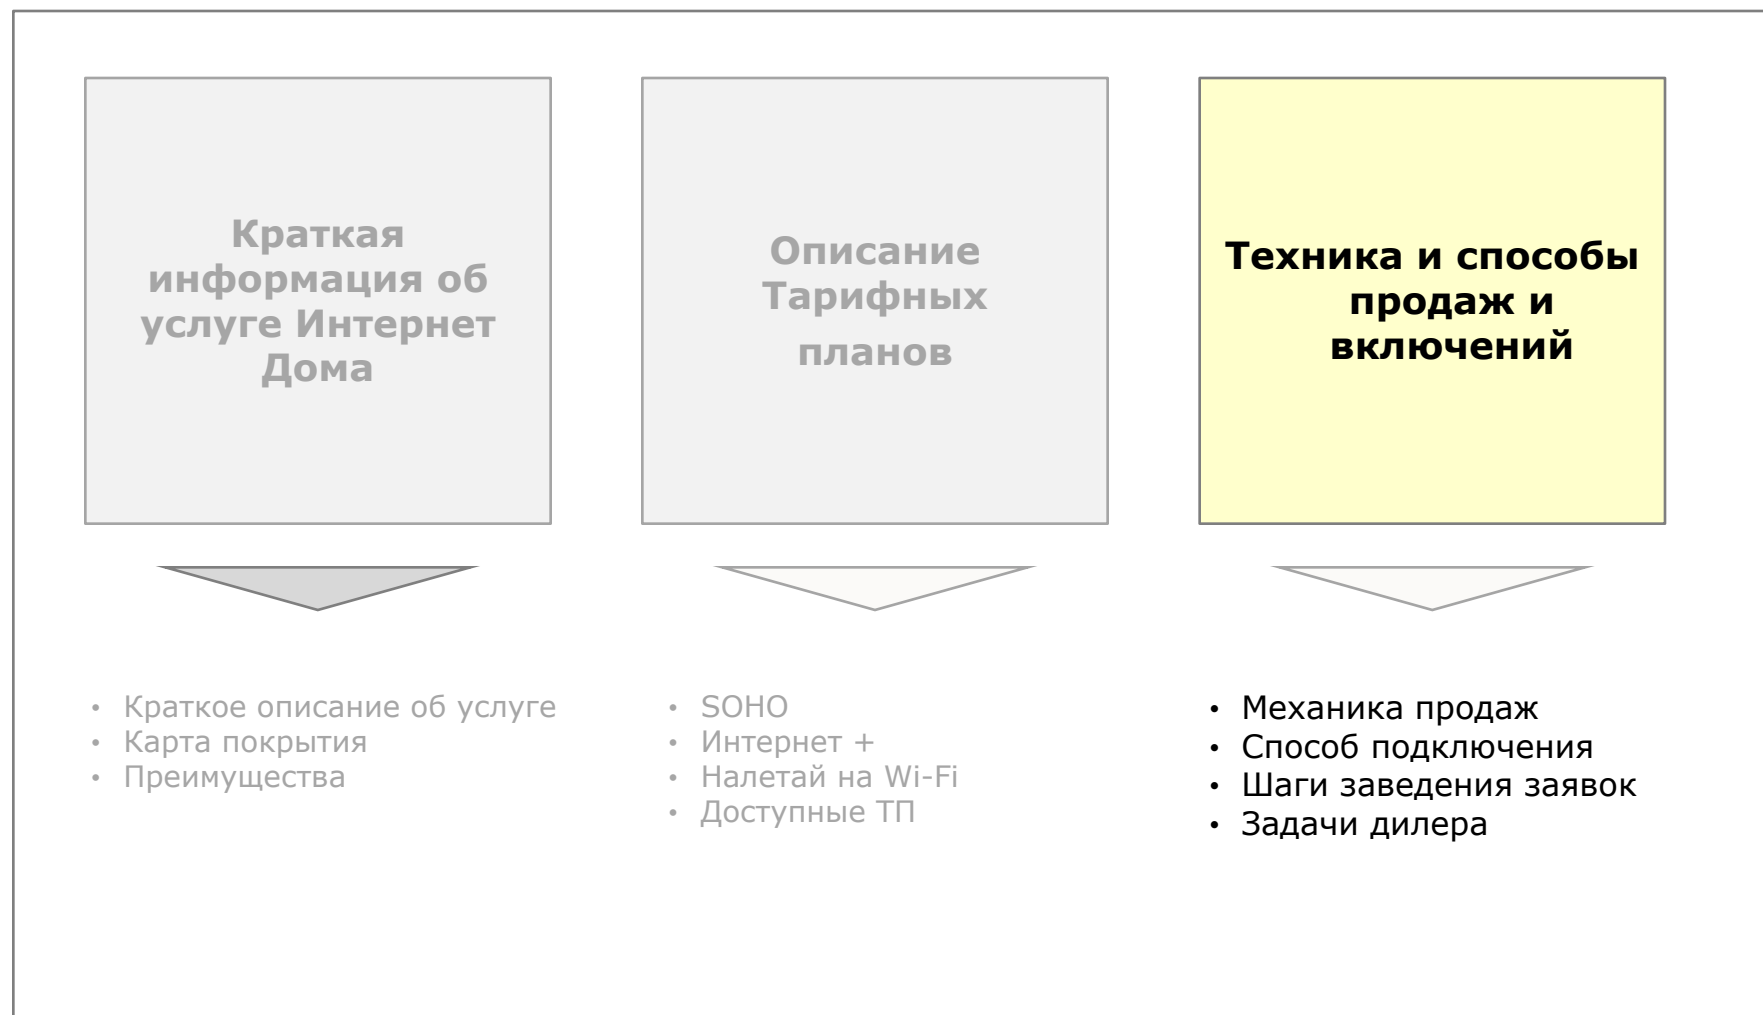 Краткая
информация об
услуге Интернет
Дома
• Краткое описание об услуге
• Карта покрытия
• Преимущества
Описание
Тарифных
планов
• SOHO
• Интернет +
• Налетай на Wi-Fi
• Доступные ТП
Техника и способы
продаж и
включений
• Механика продаж
• Способ подключения
• Шаги заведения заявок
• Задачи дилера